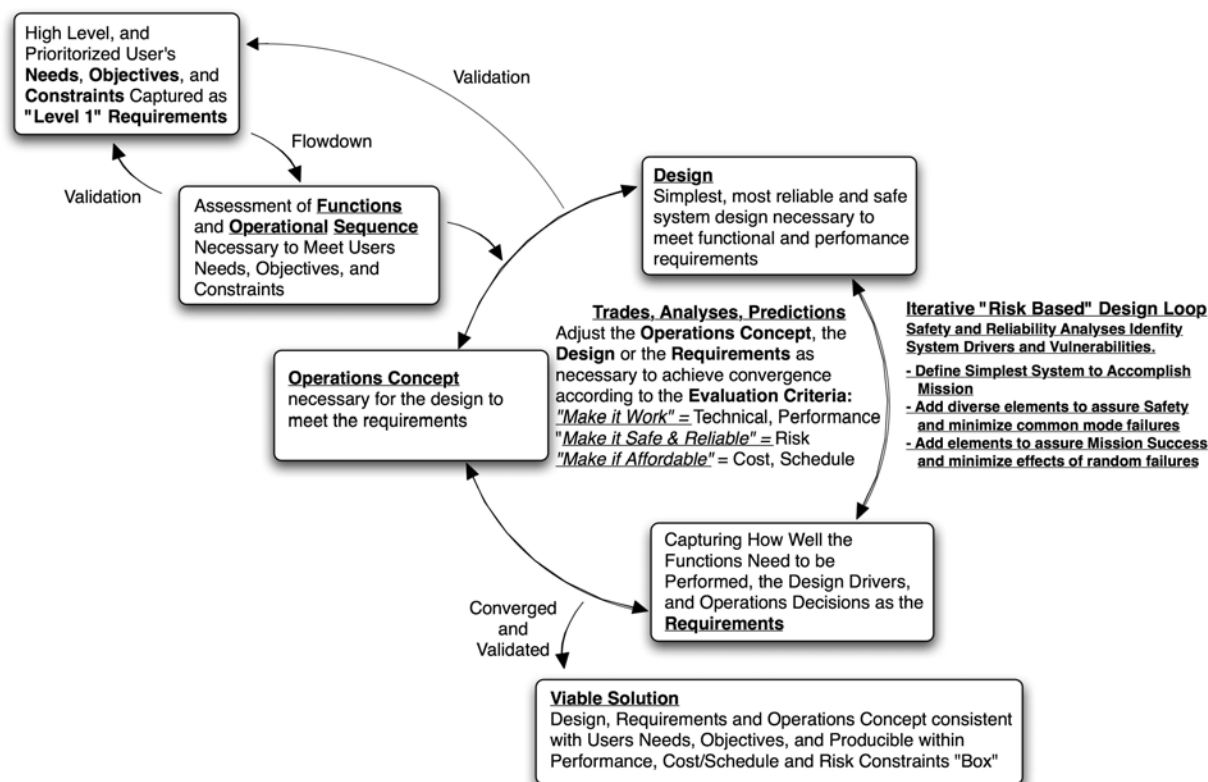 High Level, and
Prioritorized User's
Needs, Objectives, and
Constraints Captured as
"Level 1" Requirements
Validation
Flowdown
Validation
Assessment of Functions
and Operational Sequence
Necessary to Meet Users
Needs, Objectives, and
Constraints
Design
Simplest, most reliable and safe
system design necessary to
meet functional and perfomance
requirements
Operations Concept
necessary for the design to
meet the requirements
Trades, Analyses, Predictions
Adjust the Operations Concept, the
Design or the Requirements as
necessary to achieve convergence
according to the Evaluation Criteria:
"Make it Work" = Technical, Performance
"Make it Safe & Reliable" = Risk
"Make if Affordable" = Cost, Schedule
Iterative "Risk Based" Design Loop
Safety and Reliability Analyses Idenfity
System Drivers and Vulnerabilities.
- Define Simplest System to Accomplish
Mission
- Add diverse elements to assure Safety
and minimize common mode failures
- Add elements to assure Mission Success
and minimize effects of random failures
Capturing How Well the
Functions Need to be
Performed, the Design Drivers,
and Operations Decisions as the
Requirements
Converged
and
Validated
Viable Solution
Design, Requirements and Operations Concept consistent
with Users Needs, Objectives, and Producible within
Performance, Cost/Schedule and Risk Constraints "Box"